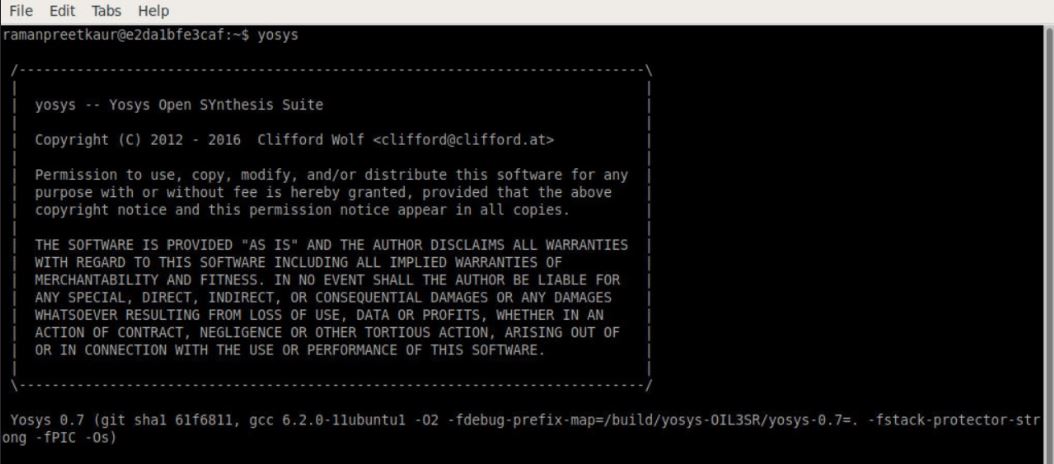 File Edit Tabs Help
ramanpreetkaur@e2da1bfe3caf:~$ yosys
/----------------------------------------------------------------------------\
| |
| yosys -- Yosys Open SYnthesis Suite |
| |
| Copyright (C) 2012 - 2016  Clifford Wolf <clifford@clifford.at> |
| |
| Permission to use, copy, modify, and/or distribute this software for any |
| purpose with or without fee is hereby granted, provided that the above |
| copyright notice and this permission notice appear in all copies. |
| |
| THE SOFTWARE IS PROVIDED "AS IS" AND THE AUTHOR DISCLAIMS ALL WARRANTIES |
| WITH REGARD TO THIS SOFTWARE INCLUDING ALL IMPLIED WARRANTIES OF |
| MERCHANTABILITY AND FITNESS. IN NO EVENT SHALL THE AUTHOR BE LIABLE FOR |
| ANY SPECIAL, DIRECT, INDIRECT, OR CONSEQUENTIAL DAMAGES OR ANY DAMAGES |
| WHATSOEVER RESULTING FROM LOSS OF USE, DATA OR PROFITS, WHETHER IN AN |
| ACTION OF CONTRACT, NEGLIGENCE OR OTHER TORTIOUS ACTION, ARISING OUT OF |
| OR IN CONNECTION WITH THE USE OR PERFORMANCE OF THIS SOFTWARE. |
| |
\----------------------------------------------------------------------------/
Yosys 0.7 (git sha1 61f6811, gcc 6.2.0-11ubuntu1 -O2 -fdebug-prefix-map=/build/yosys-OIL3SR/yosys-0.7=. -fstack-protector-str
ong -fPIC -Os)